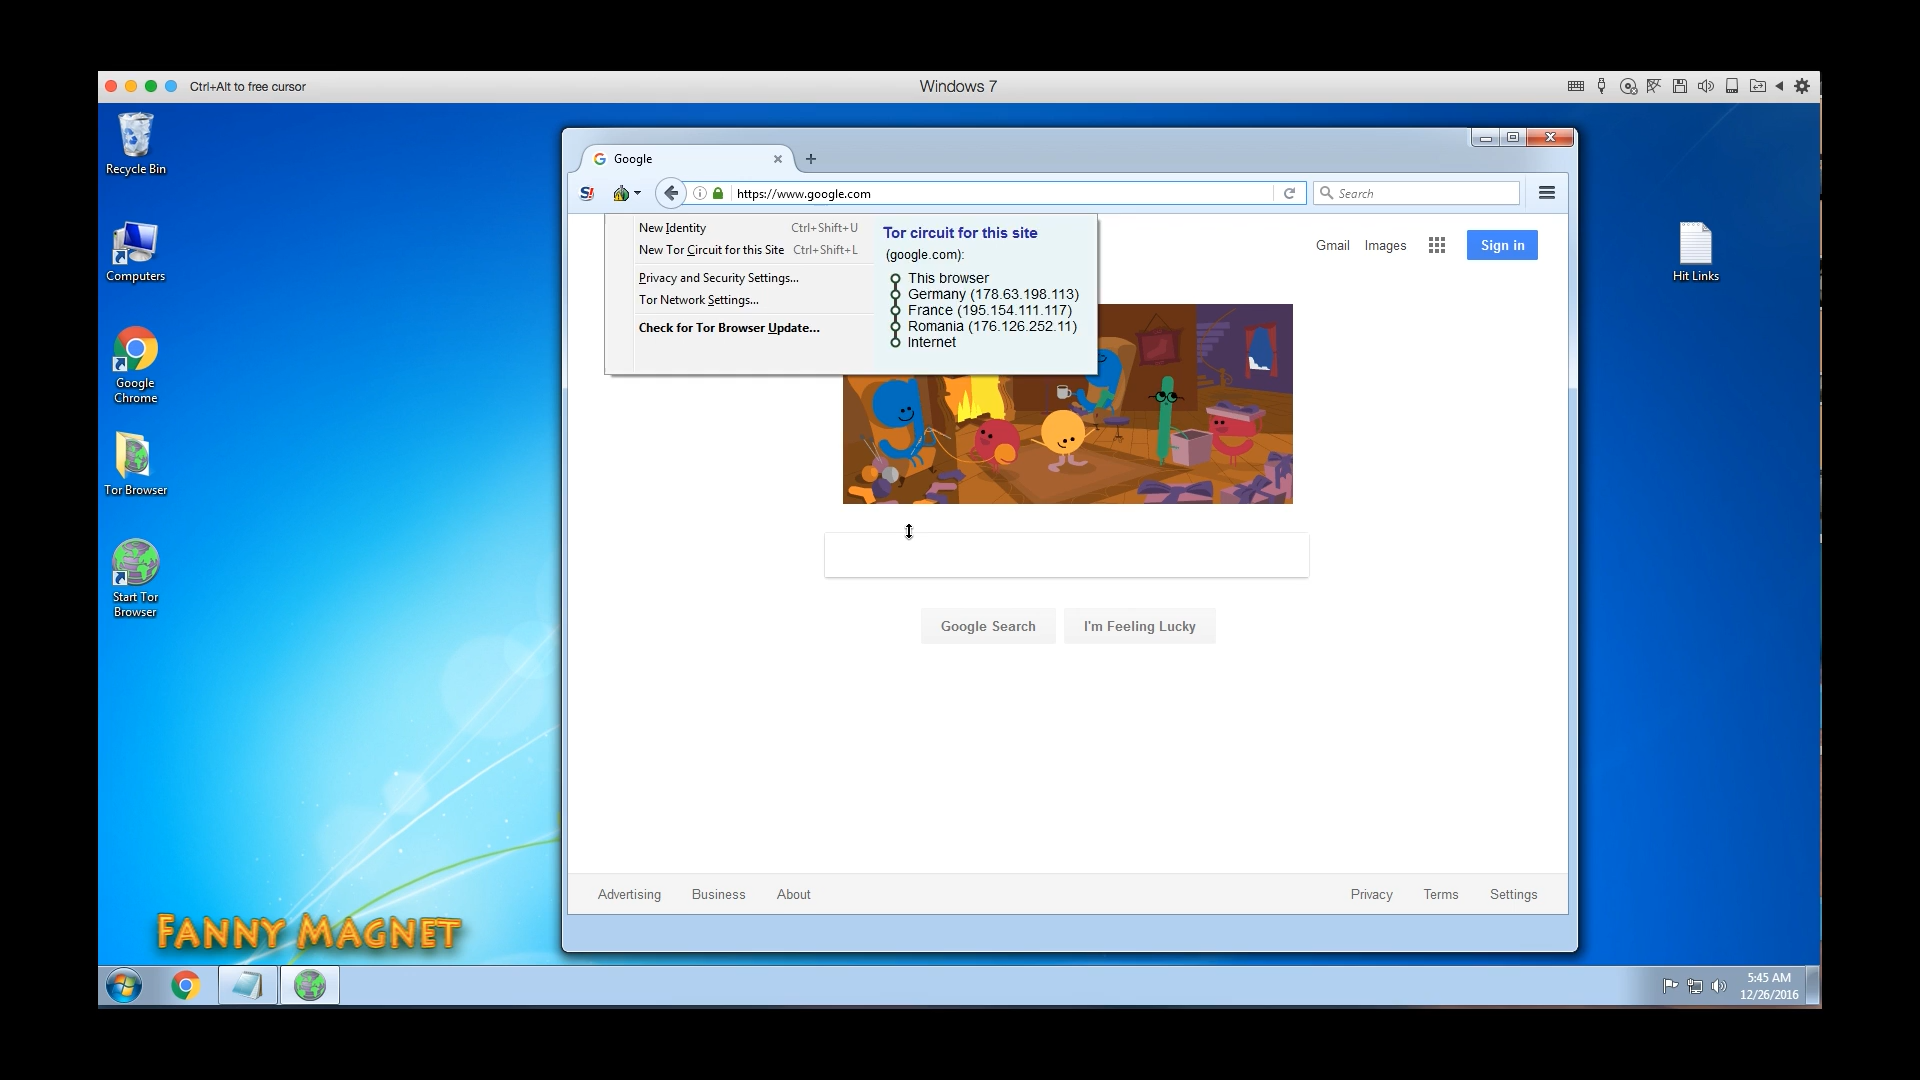 Ctrl+Alt to free cursor
Windows 7
Recycle Bin
Computers
Google
Chrome
Tor Browser
Start Tor
Browser
Hit Links
Google
S!
https://www.google.com
Search
New Identity Ctrl+Shift+U
New Tor Circuit for this Site Ctrl+Shift+L
Privacy and Security Settings...
Tor Network Settings...
Check for Tor Browser Update...
Tor circuit for this site
(google.com):
This browser
Germany (178.63.198.113)
France (195.154.111.117)
Romania (176.126.252.11)
Internet
Gmail Images Sign in
Google Search I'm Feeling Lucky
Advertising Business About Privacy Terms Settings
Fanny Magnet
5:45 AM
12/26/2016